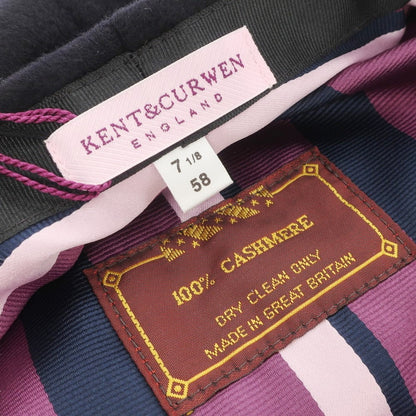 KENT&CURWEN
ENGLAND
7 1/8
58
100% CASHMERE
DRY CLEAN ONLY
MADE IN GREAT BRITAIN